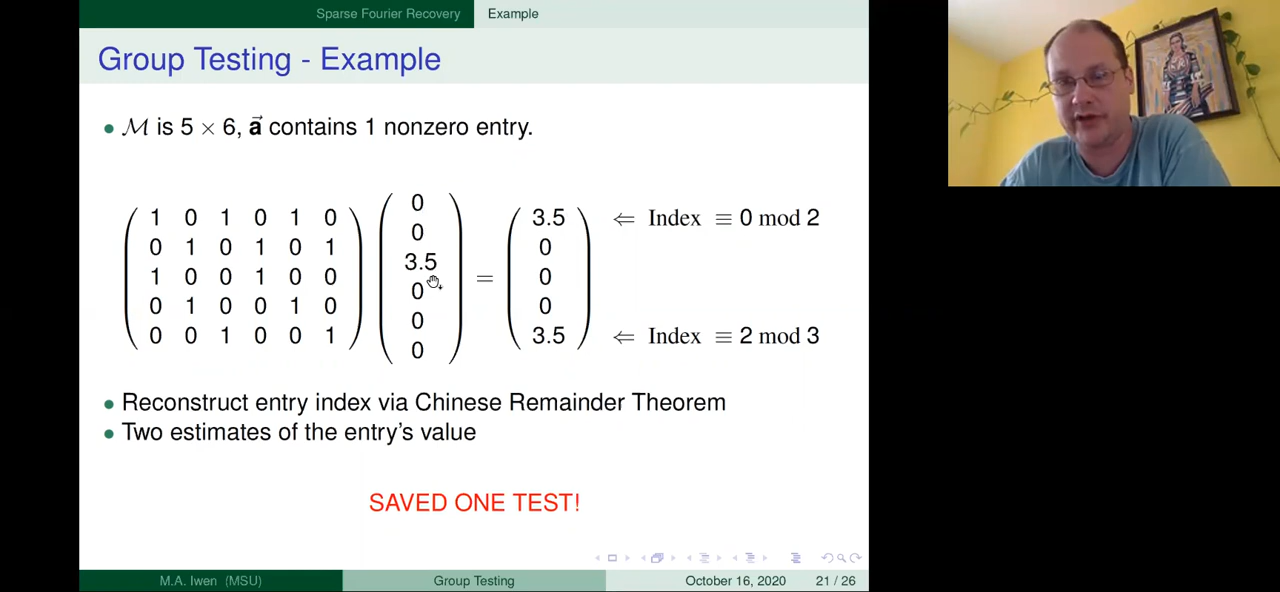 Sparse Fourier Recovery Example
Group Testing - Example
• ℳ is 5 × 6, a⃗ contains 1 nonzero entry.
1 0 1 0 1 0
0 1 0 1 0 1
1 0 0 1 0 0
0 1 0 0 1 0
0 0 1 0 0 1
0
0
3.5
0
0
0
=
3.5
0
0
0
3.5
⇐ Index ≡ 0 mod 2
⇐ Index ≡ 2 mod 3
• Reconstruct entry index via Chinese Remainder Theorem
• Two estimates of the entry's value
SAVED ONE TEST!
M.A. Iwen (MSU) Group Testing October 16, 2020 21 / 26